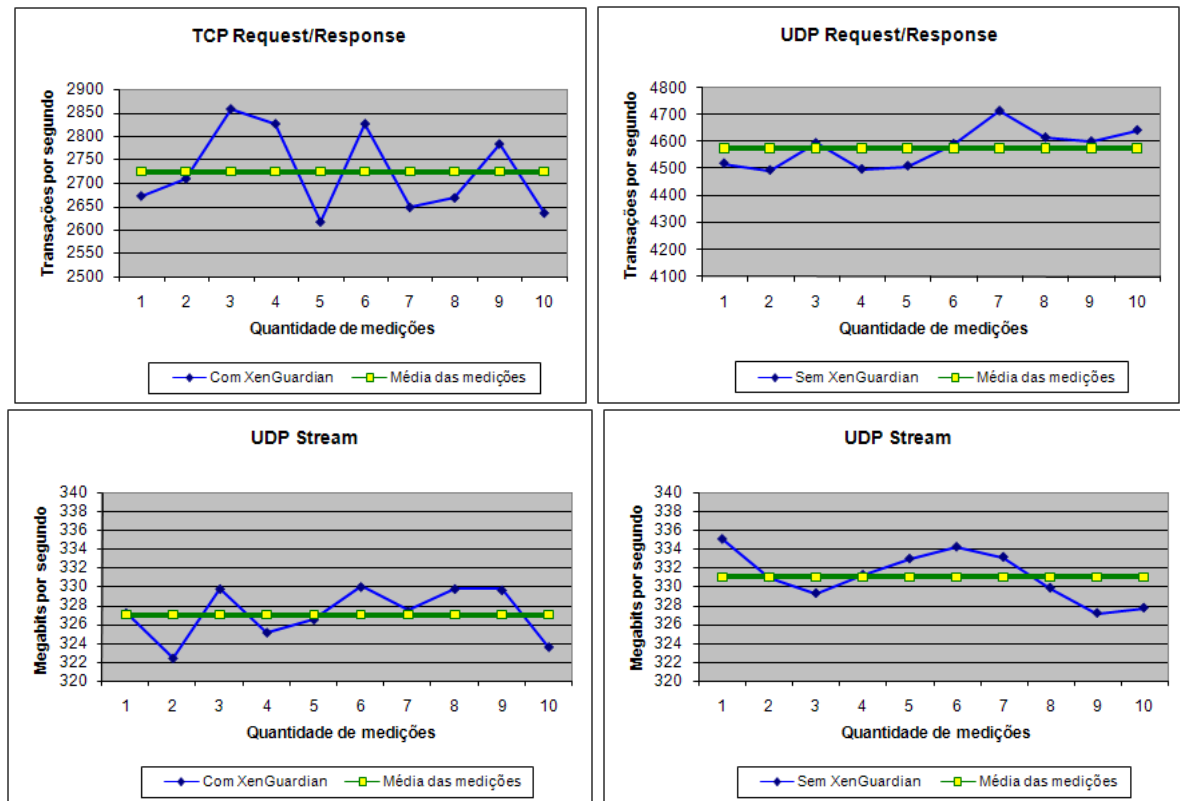 TCP Request/Response
Transações por segundo
2900
2850
2800
2750
2700
2650
2600
2550
2500
1 2 3 4 5 6 7 8 9 10
Quantidade de medições
Com XenGuardian Média das medições
UDP Request/Response
Transações por segundo
4800
4700
4600
4500
4400
4300
4200
4100
1 2 3 4 5 6 7 8 9 10
Quantidade de medições
Sem XenGuardian Média das medições
UDP Stream
Megabits por segundo
340
338
336
334
332
330
328
326
324
322
320
1 2 3 4 5 6 7 8 9 10
Quantidade de medições
Com XenGuardian Média das medições
UDP Stream
Megabits por segundo
340
338
336
334
332
330
328
326
324
322
320
1 2 3 4 5 6 7 8 9 10
Quantidade de medições
Sem XenGuardian Média das medições